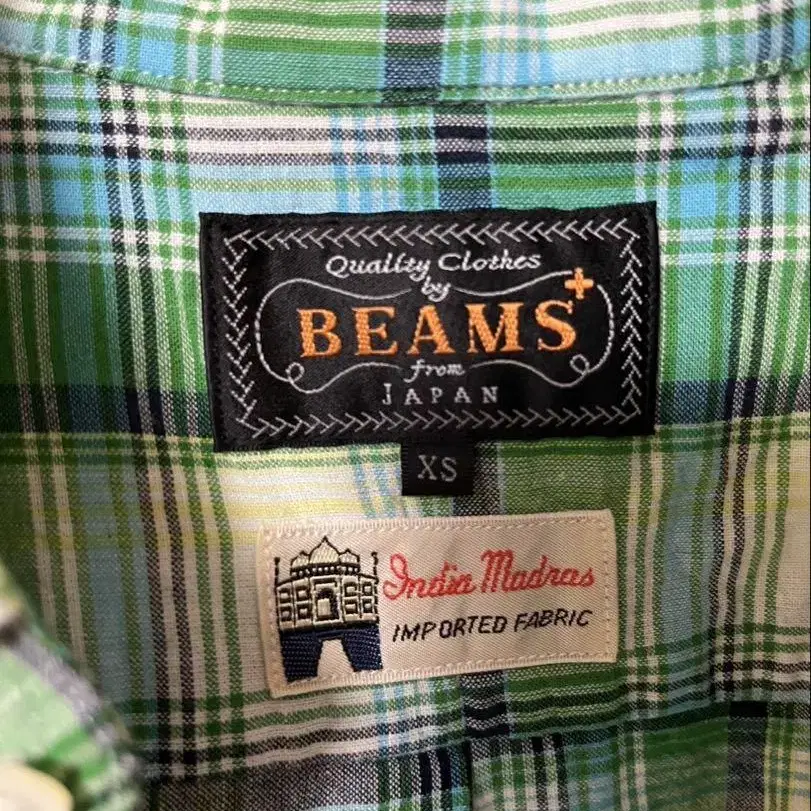 Quality Clothes
by
BEAMS+
from
JAPAN
XS
India Madras
IMPORTED FABRIC